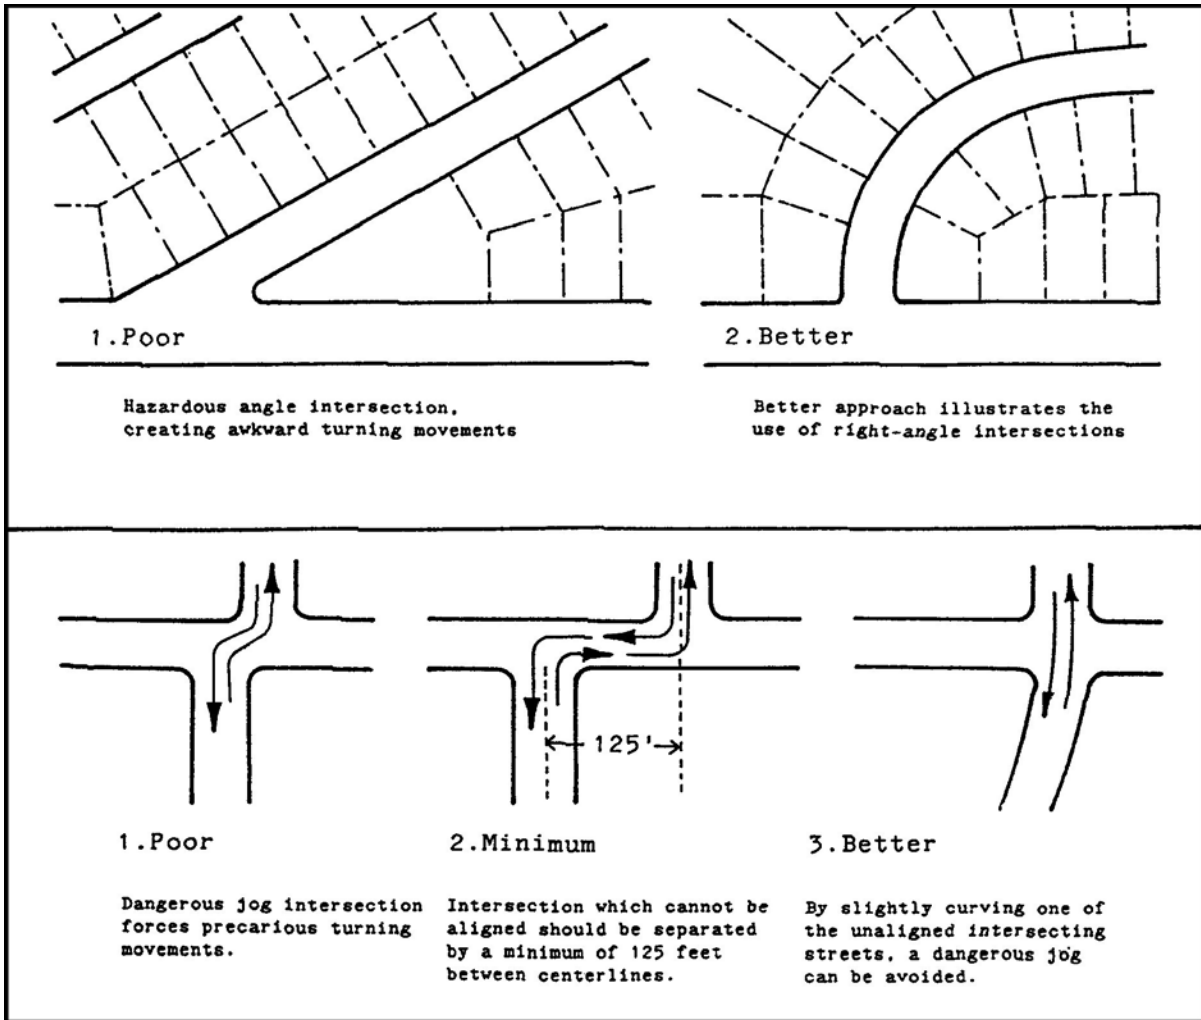 1.Poor
2.Better
Hazardous angle intersection,
creating awkward turning movements
Better approach illustrates the
use of right-angle intersections
125'
1.Poor
2.Minimum
3.Better
Dangerous jog intersection
forces precarious turning
movements.
Intersection which cannot be
aligned should be separated
by a minimum of 125 feet
between centerlines.
By slightly curving one of
the unaligned intersecting
streets, a dangerous jog
can be avoided.